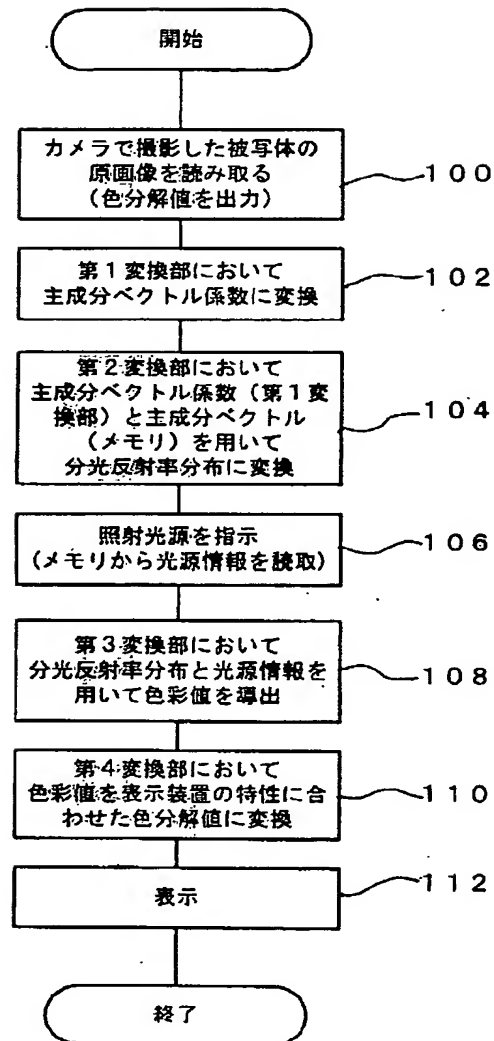 開始
カメラで撮影した被写体の
原画像を読み取る
(色分解値を出力)
100
第1変換部において
主成分ベクトル係数に変換
102
第2変換部において
主成分ベクトル係数(第1変
換部)と主成分ベクトル
(メモリ)を用いて
分光反射率分布に変換
104
照射光源を指示
(メモリから光源情報を読取)
106
第3変換部において
分光反射率分布と光源情報を
用いて色彩値を導出
108
第4変換部において
色彩値を表示装置の特性に合
わせた色分解値に変換
110
表示
112
終了